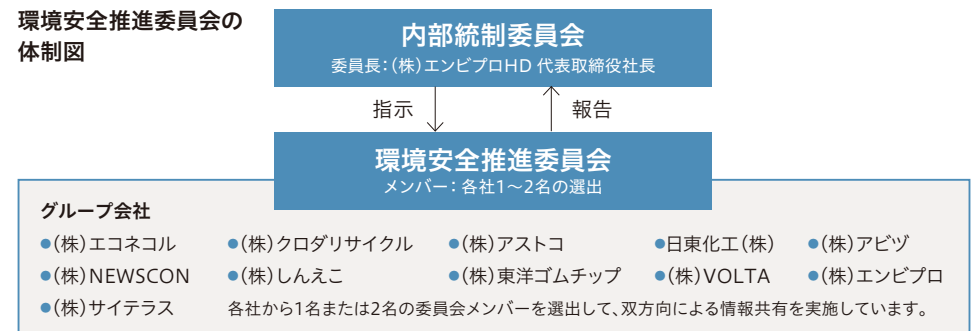 環境安全推進委員会の
体制図
内部統制委員会
委員長：（株）エンビプロHD 代表取締役社長
指示
報告
環境安全推進委員会
メンバー：各社1～2名の選出
グループ会社
●（株）エコネコル ●（株）クロダリサイクル ●（株）アストコ ●日東化工（株） ●（株）アビヅ
●（株）NEWSCON ●（株）しんえこ ●（株）東洋ゴムチップ ●（株）VOLTA ●（株）エンビプロ
●（株）サイテラス 各社から1名または2名の委員会メンバーを選出して、双方向による情報共有を実施しています。